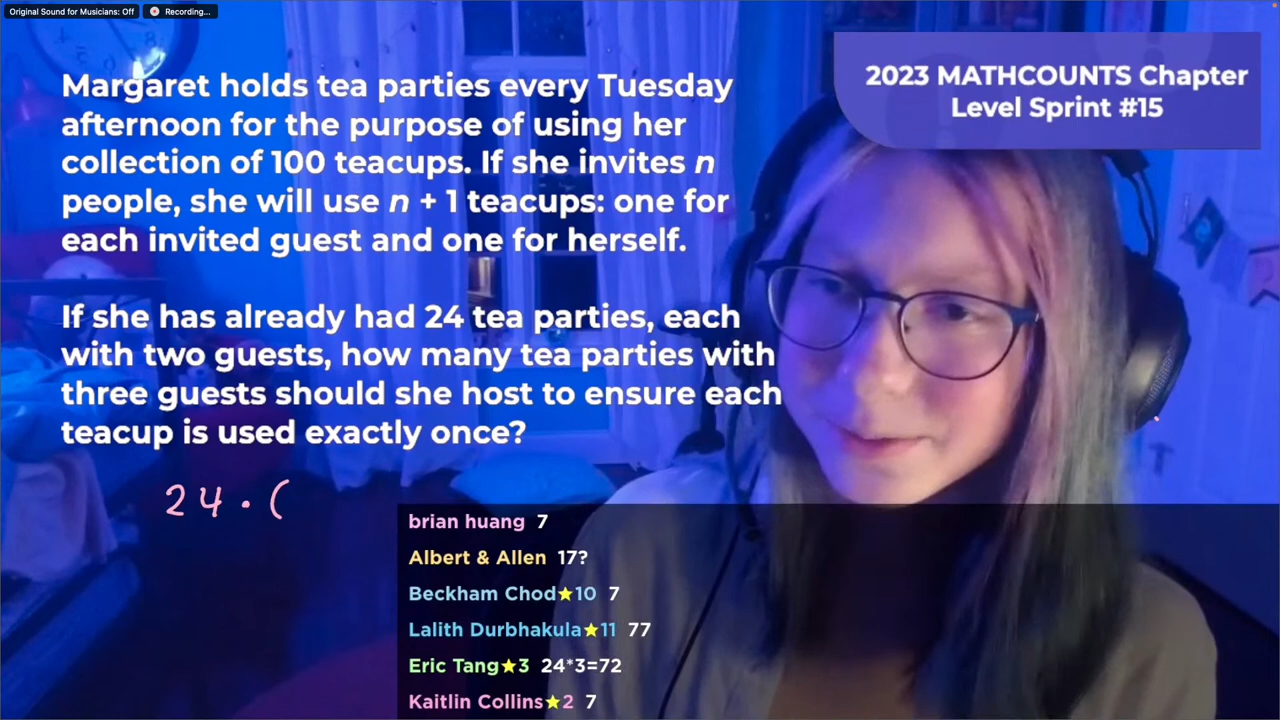 Original Sound for Musicians: Off
Recording...
Margaret holds tea parties every Tuesday
afternoon for the purpose of using her
collection of 100 teacups. If she invites n
people, she will use n + 1 teacups: one for
each invited guest and one for herself.
If she has already had 24 tea parties, each
with two guests, how many tea parties with
three guests should she host to ensure each
teacup is used exactly once?
2023 MATHCOUNTS Chapter
Level Sprint #15
24 · (
brian huang 7
Albert & Allen 17?
Beckham Chod⭐10 7
Lalith Durbhakula⭐11 77
Eric Tang⭐3 24*3=72
Kaitlin Collins⭐2 7